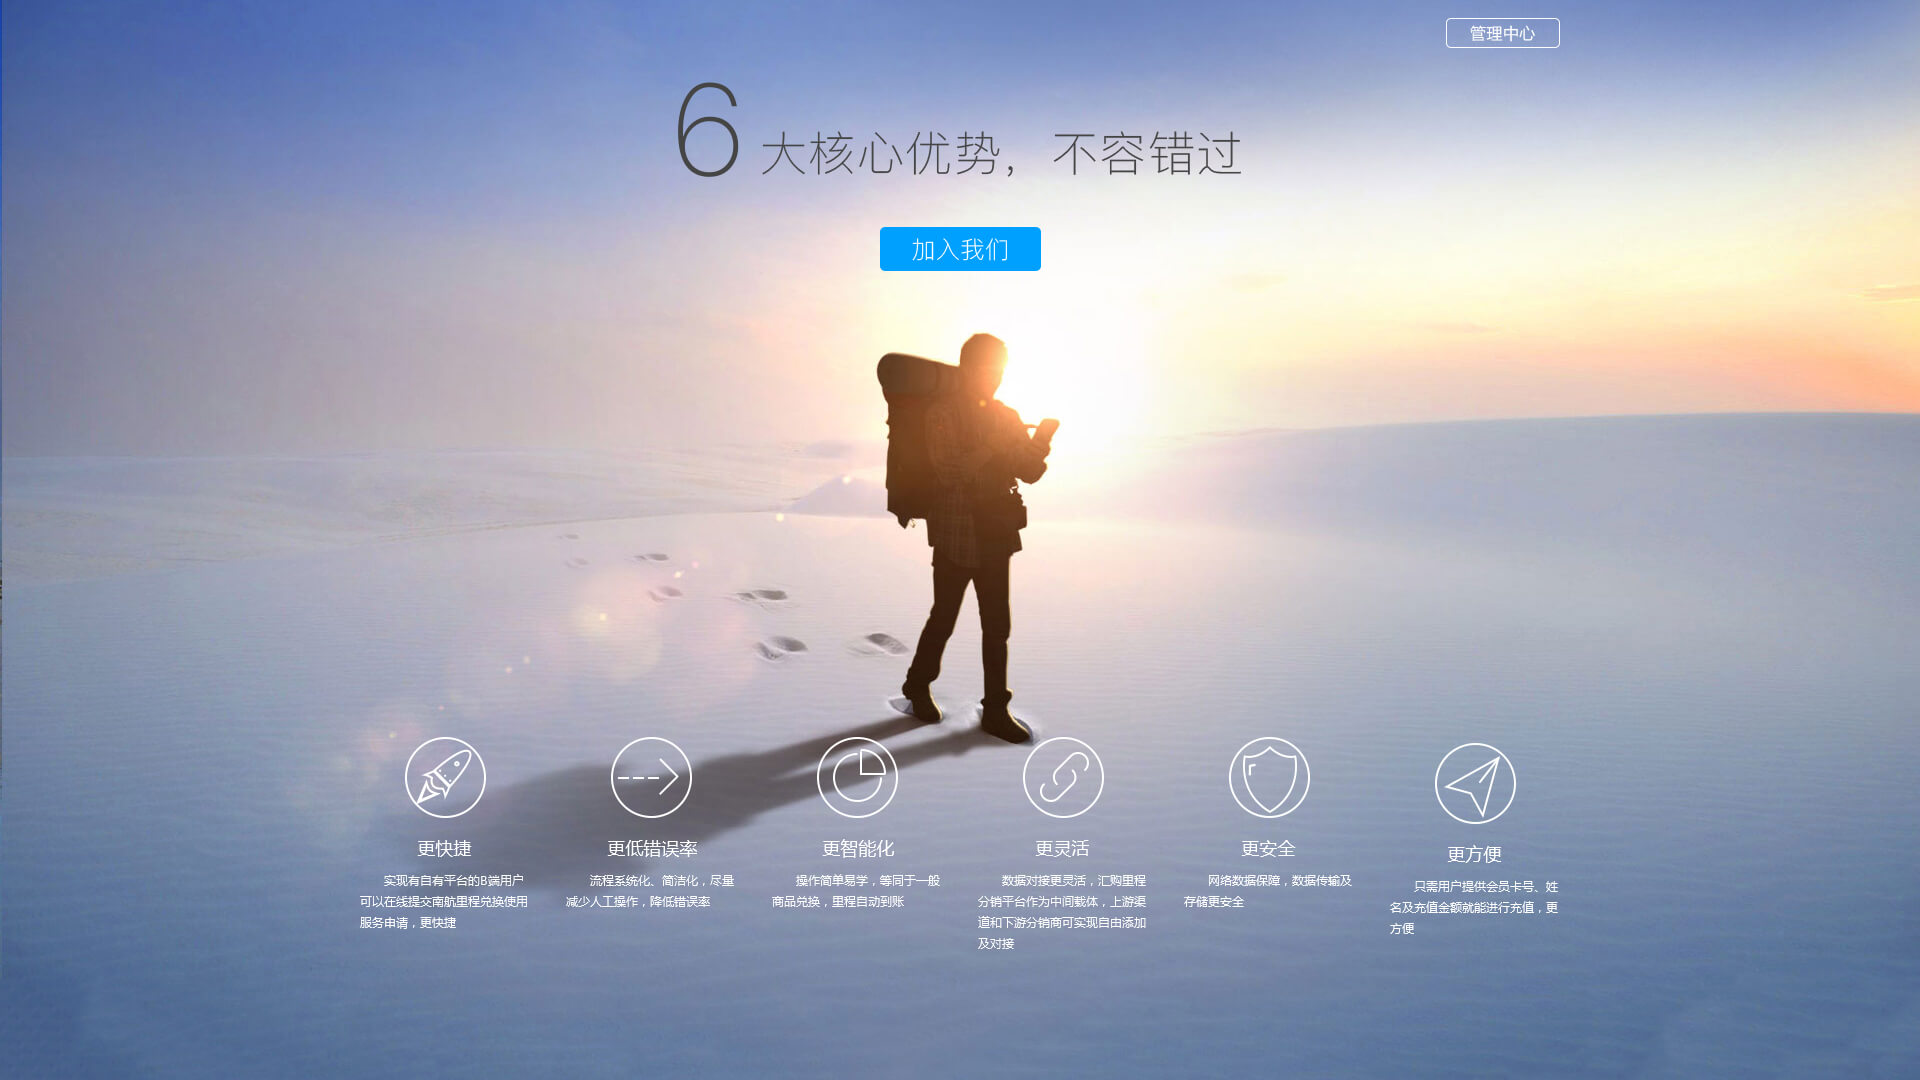 管理中心
6 大核心优势，不容错过
加入我们
更快捷
实现有自有平台的B端用户
可以在线提交南航里程兑换使用
服务申请，更快捷
更低错误率
流程系统化、简洁化，尽量
减少人工操作，降低错误率
更智能化
操作简单易学，等同于一般
商品兑换，里程自动到账
更灵活
数据对接更灵活，汇购里程
分销平台作为中间载体，上游渠
道和下游分销商可实现自由添加
及对接
更安全
网络数据保障，数据传输及
存储更安全
更方便
只需用户提供会员卡号、姓
名及充值金额就能进行充值，更
方便